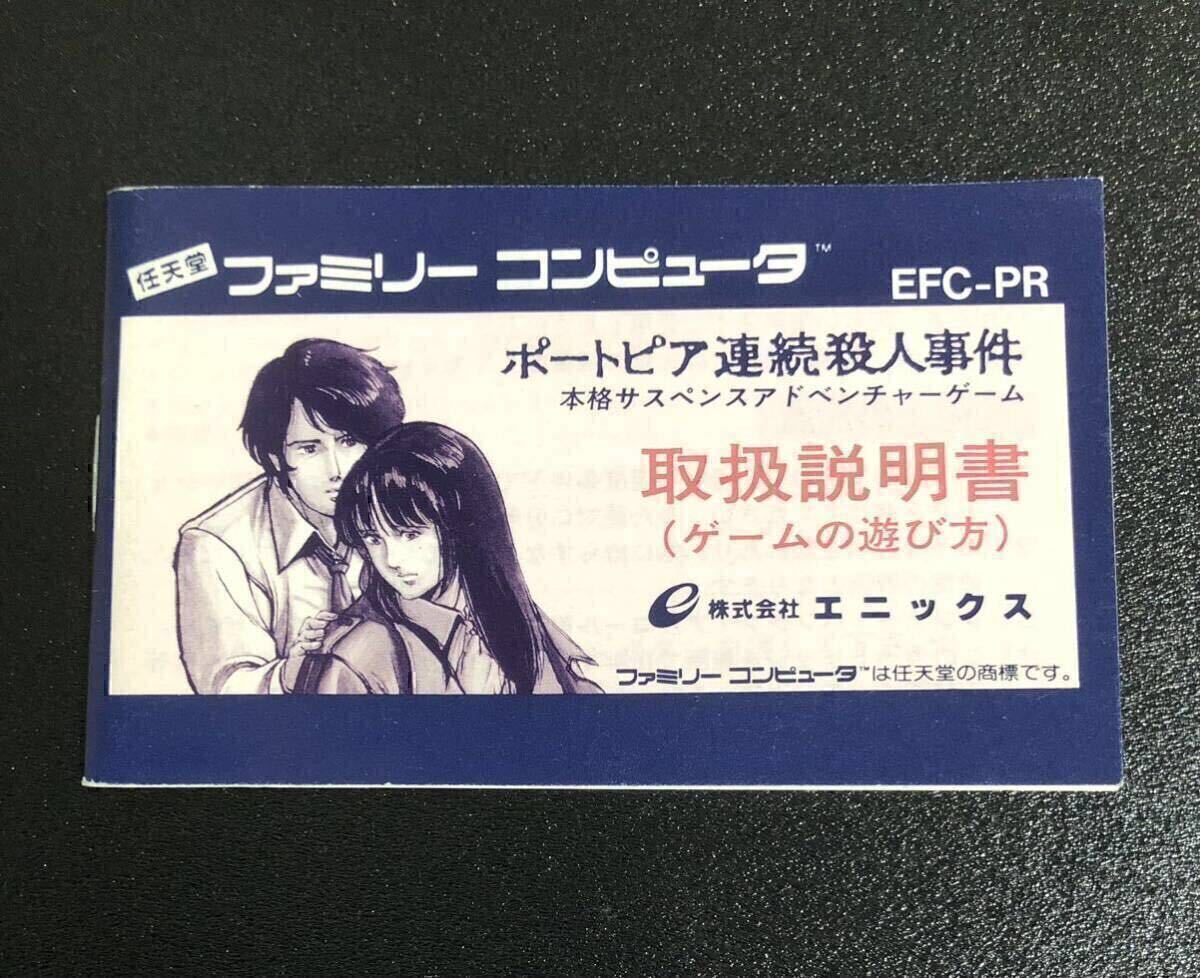 任天堂 ファミリー コンピュータ™ EFC-PR
ポートピア連続殺人事件
本格サスペンスアドベンチャーゲーム
取扱説明書
(ゲームの遊び方)
e 株式会社 エニックス
ファミリー コンピュータ™は任天堂の商標です。